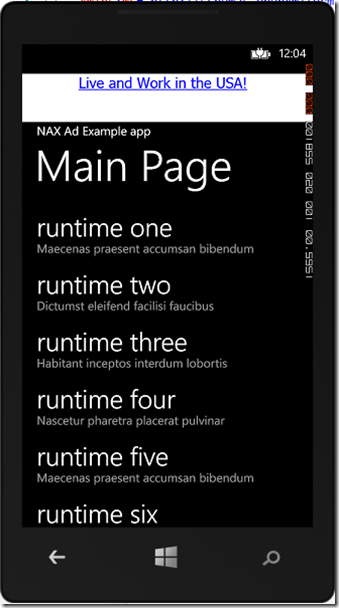 12:04
Live and Work in the USA!
NAX Ad Example app
Main Page
runtime one
Maecenas praesent accumsan bibendum
runtime two
Dictumst eleifend facilisi faucibus
runtime three
Habitant inceptos interdum lobortis
runtime four
Nascetur pharetra placerat pulvinar
runtime five
Maecenas praesent accumsan bibendum
runtime six